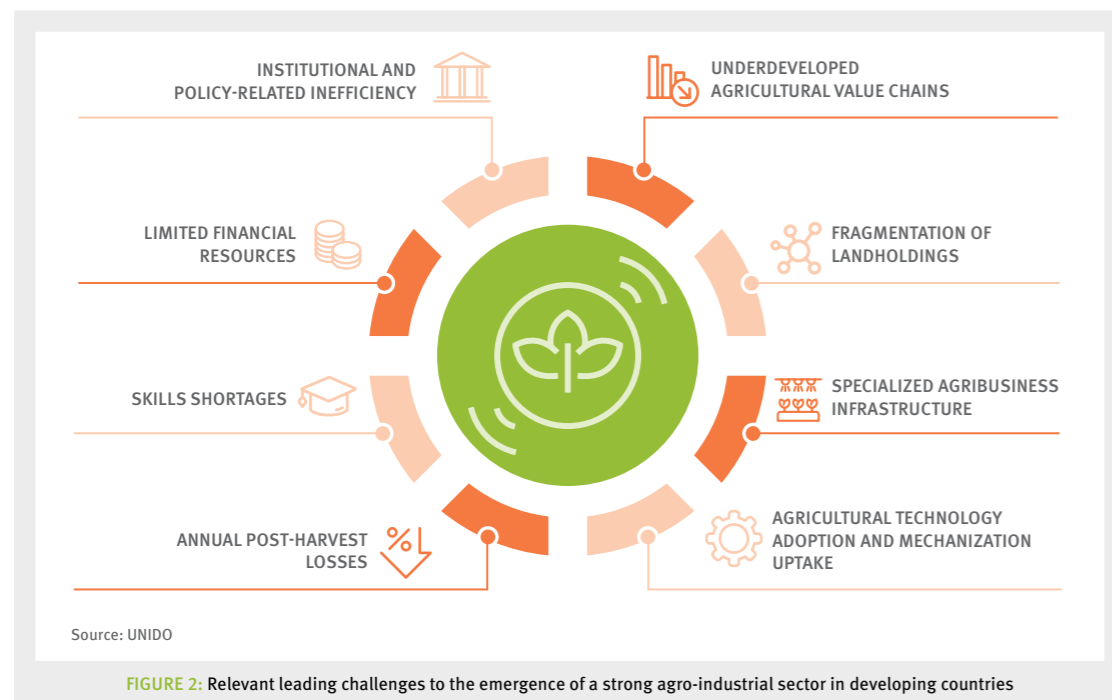 INSTITUTIONAL AND
POLICY-RELATED INEFFICIENCY
UNDERDEVELOPED
AGRICULTURAL VALUE CHAINS
LIMITED FINANCIAL
RESOURCES
FRAGMENTATION OF
LANDHOLDINGS
SKILLS SHORTAGES
SPECIALIZED AGRIBUSINESS
INFRASTRUCTURE
ANNUAL POST-HARVEST
LOSSES
%
AGRICULTURAL TECHNOLOGY
ADOPTION AND MECHANIZATION
UPTAKE
Source: UNIDO
FIGURE 2: Relevant leading challenges to the emergence of a strong agro-industrial sector in developing countries